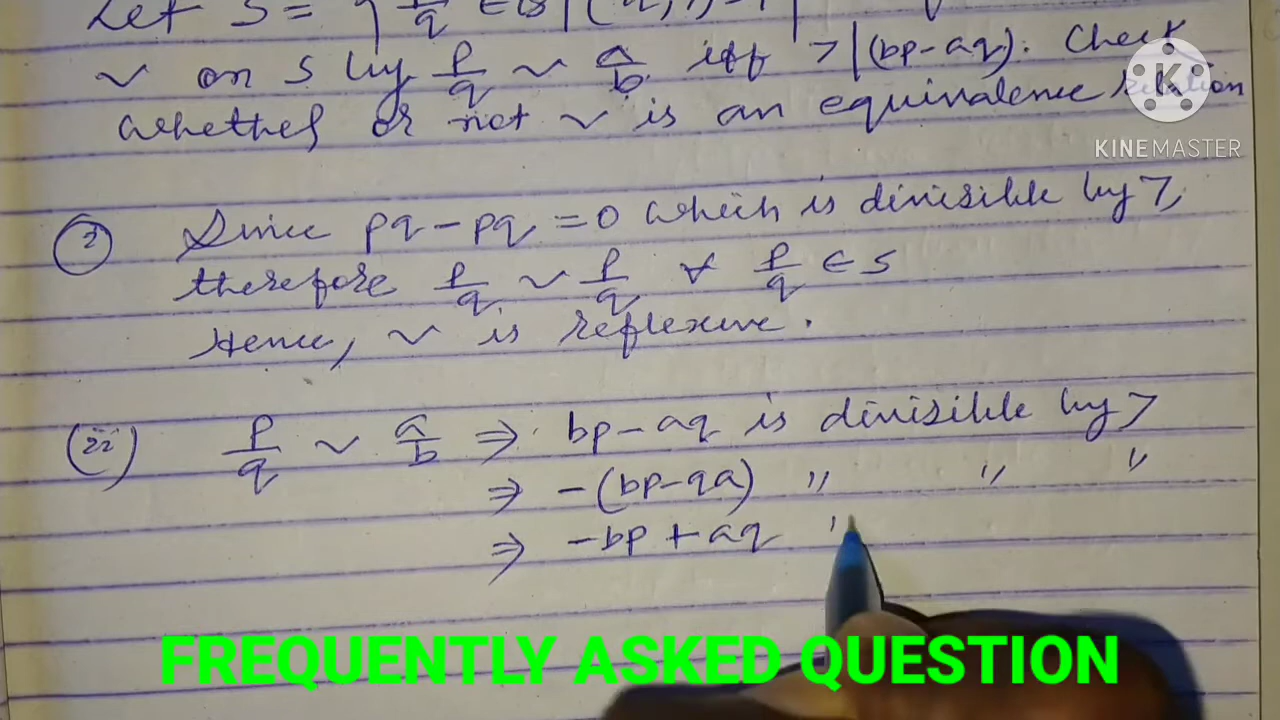 Let S =
~ on S by p/q ~ a/b iff 7|(bp-aq). Check
whether or not ~ is an equivalence relation
KINEMASTER
(i) Since pq-pq=0 which is divisible by 7,
therefore p/q ~ p/q ∀ p/q ∈ S
Hence, ~ is reflexive.
(ii) p/q ~ a/b ⇒ bp-aq is divisible by 7
⇒ -(bp-qa) " " "
⇒ -bp+aq "
FREQUENTLY ASKED QUESTION